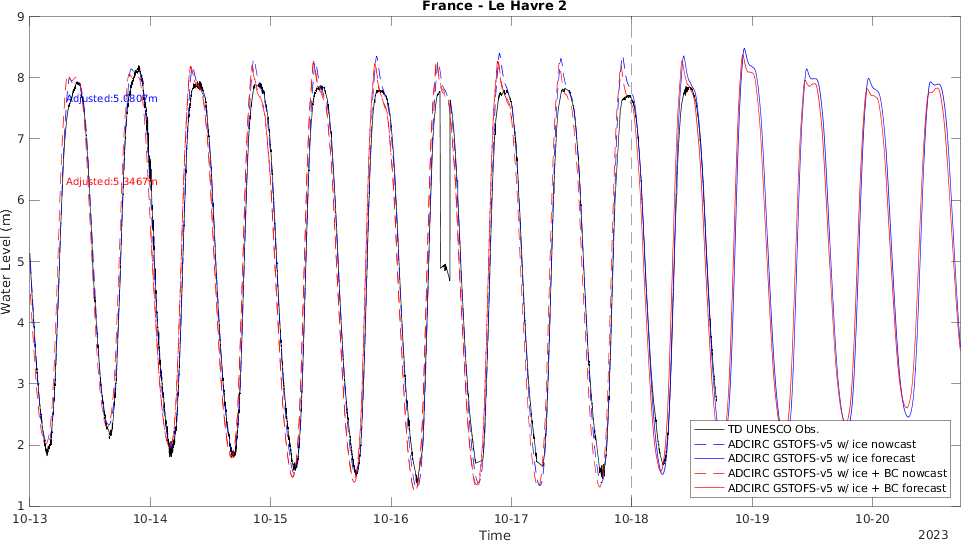 France - Le Havre 2
9
8
7
6
5
4
3
2
1
Water Level (m)
Adjusted:5.0807m
Adjusted:5.3467m
TD UNESCO Obs.
ADCIRC GSTOFS-v5 w/ ice nowcast
ADCIRC GSTOFS-v5 w/ ice forecast
ADCIRC GSTOFS-v5 w/ ice + BC nowcast
ADCIRC GSTOFS-v5 w/ ice + BC forecast
10-13 10-14 10-15 10-16 10-17 10-18 10-19 10-20
Time
2023